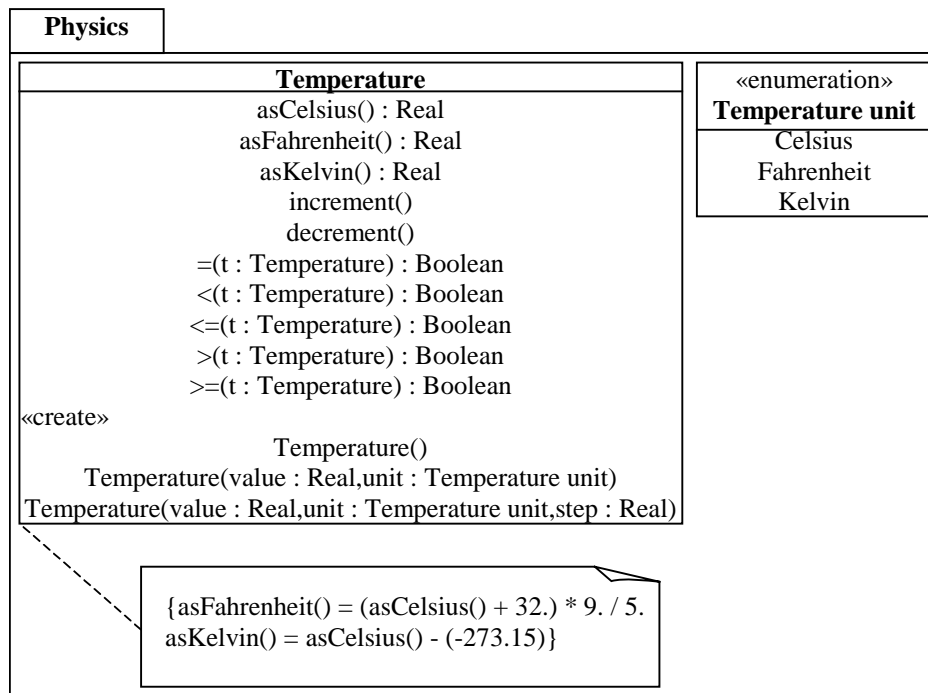 Physics
Temperature
asCelsius() : Real
asFahrenheit() : Real
asKelvin() : Real
increment()
decrement()
=(t : Temperature) : Boolean
<(t : Temperature) : Boolean
<=(t : Temperature) : Boolean
>(t : Temperature) : Boolean
>=(t : Temperature) : Boolean
«create»
Temperature()
Temperature(value : Real,unit : Temperature unit)
Temperature(value : Real,unit : Temperature unit,step : Real)
«enumeration»
Temperature unit
Celsius
Fahrenheit
Kelvin
{asFahrenheit() = (asCelsius() + 32.) * 9. / 5.
asKelvin() = asCelsius() - (-273.15)}